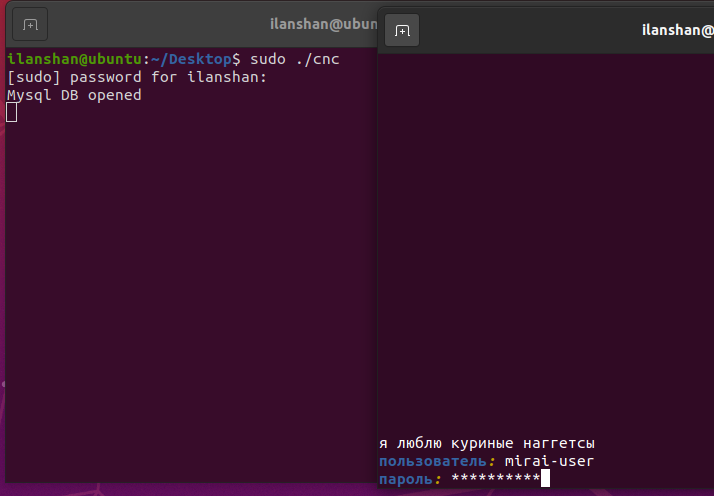 ilanshan@ubun
ilanshan@ubuntu:~/Desktop$ sudo ./cnc
[sudo] password for ilanshan:
Mysql DB opened
ilanshan@
я люблю куриные наггетсы
пользователь: mirai-user
пароль: **********